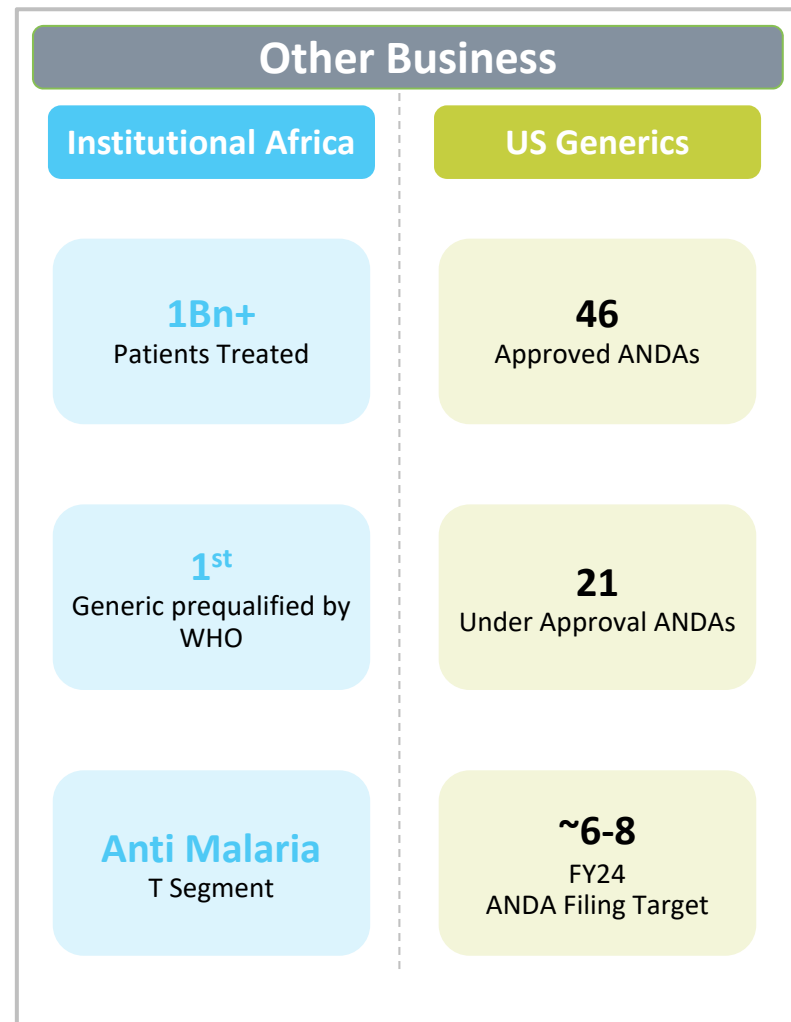 Other Business
Institutional Africa
1Bn+
Patients Treated
1st
Generic prequalified by
WHO
Anti Malaria
T Segment
US Generics
46
Approved ANDAs
21
Under Approval ANDAs
~6-8
FY24
ANDA Filing Target